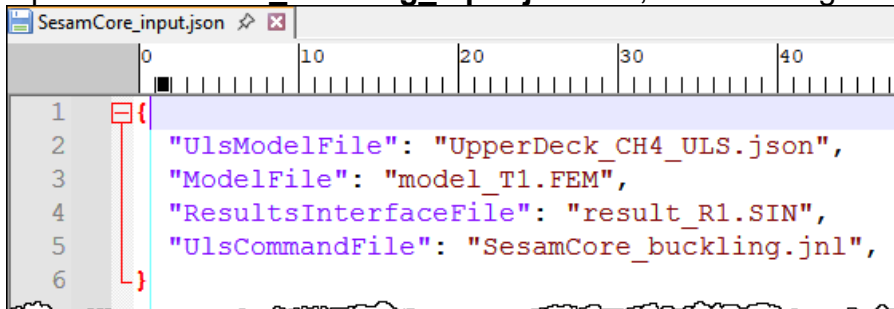 SesamCore_input.json
0 10 20 30 40
1 {
2 "UlsModelFile": "UpperDeck_CH4_ULS.json",
3 "ModelFile": "model_T1.FEM",
4 "ResultsInterfaceFile": "result_R1.SIN",
5 "UlsCommandFile": "SesamCore_buckling.jnl",
6 }